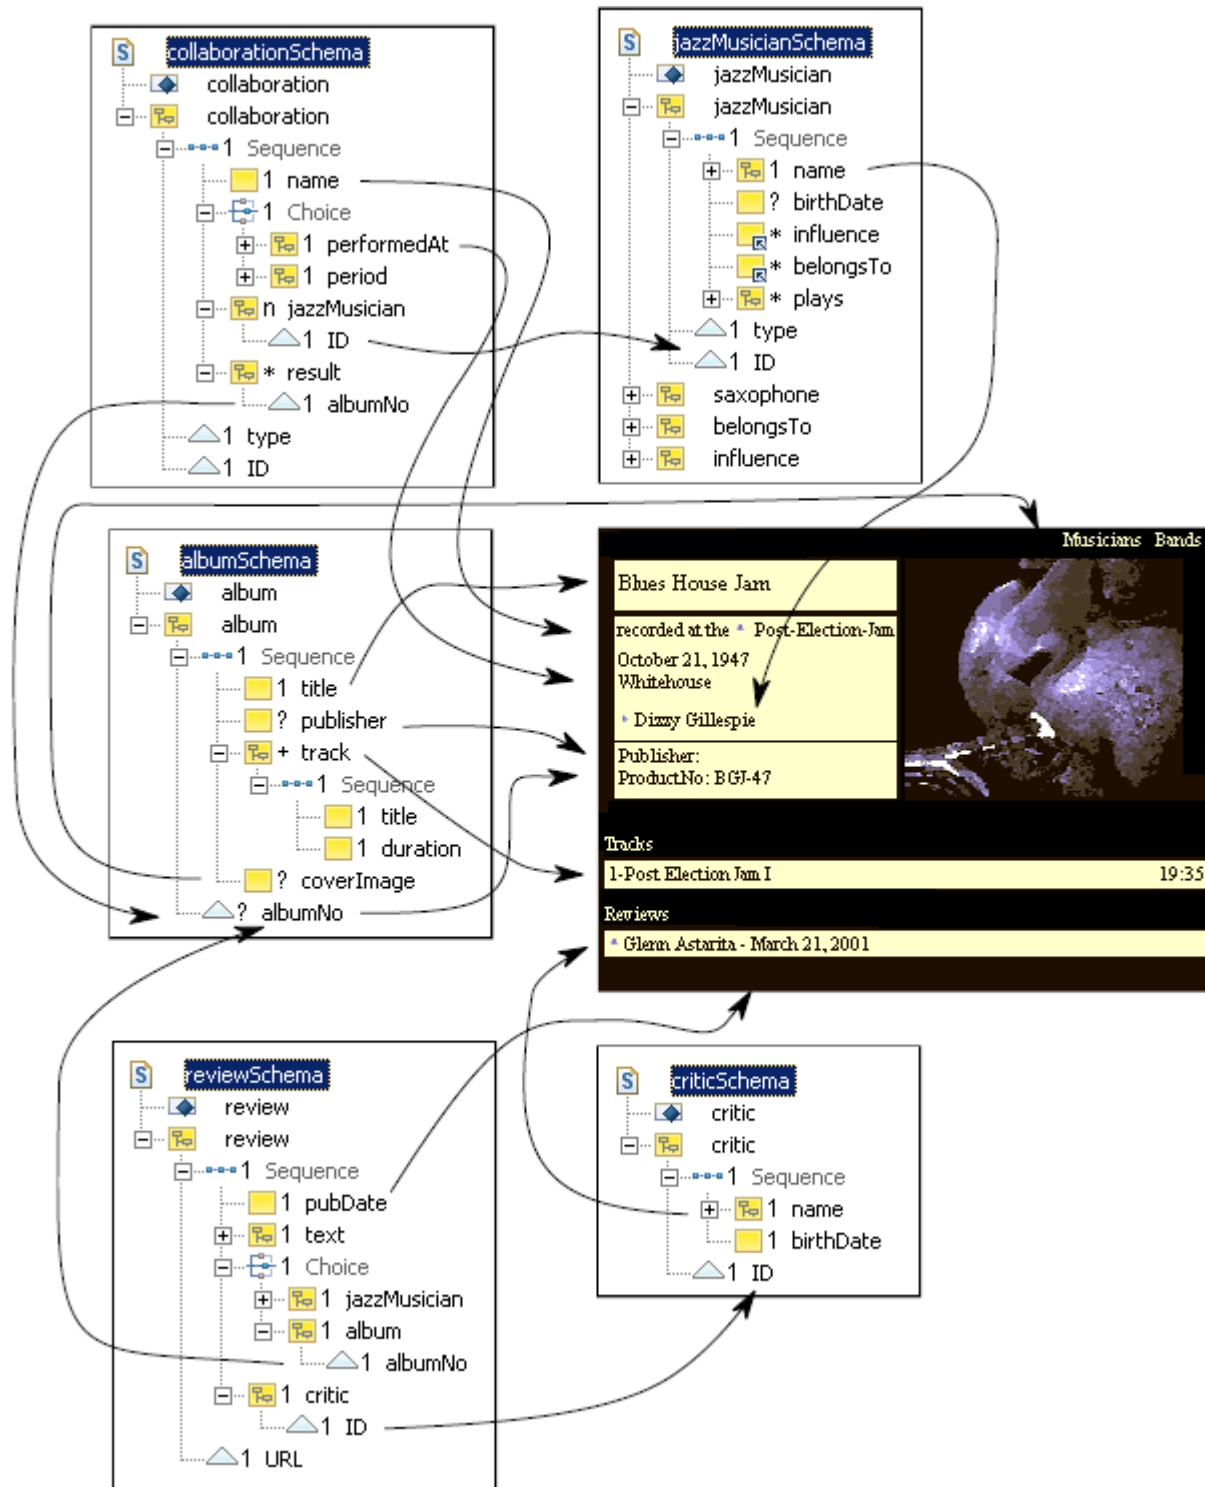 S collaborationSchema
collaboration
collaboration
1 Sequence
1 name
1 Choice
1 performedAt
1 period
n jazzMusician
1 ID
* result
1 albumNo
1 type
1 ID
S jazzMusicianSchema
jazzMusician
jazzMusician
1 Sequence
1 name
? birthDate
* influence
* belongsTo
* plays
1 type
1 ID
saxophone
belongsTo
influence
S albumSchema
album
album
1 Sequence
1 title
? publisher
+ track
1 Sequence
1 title
1 duration
? coverImage
? albumNo
Musicians Bands
Blues House Jam
recorded at the * Post-Election-Jam
October 21, 1947
Whitehouse
Dizzy Gillespie
Publisher:
ProductNo: BGJ-47
Tracks
1-Post Election Jam I 19:35
Reviews
Glenn Astarita - March 21, 2001
S reviewSchema
review
review
1 Sequence
1 pubDate
1 text
1 Choice
1 jazzMusician
1 album
1 albumNo
1 critic
1 ID
1 URL
S criticSchema
critic
critic
1 Sequence
1 name
1 birthDate
1 ID